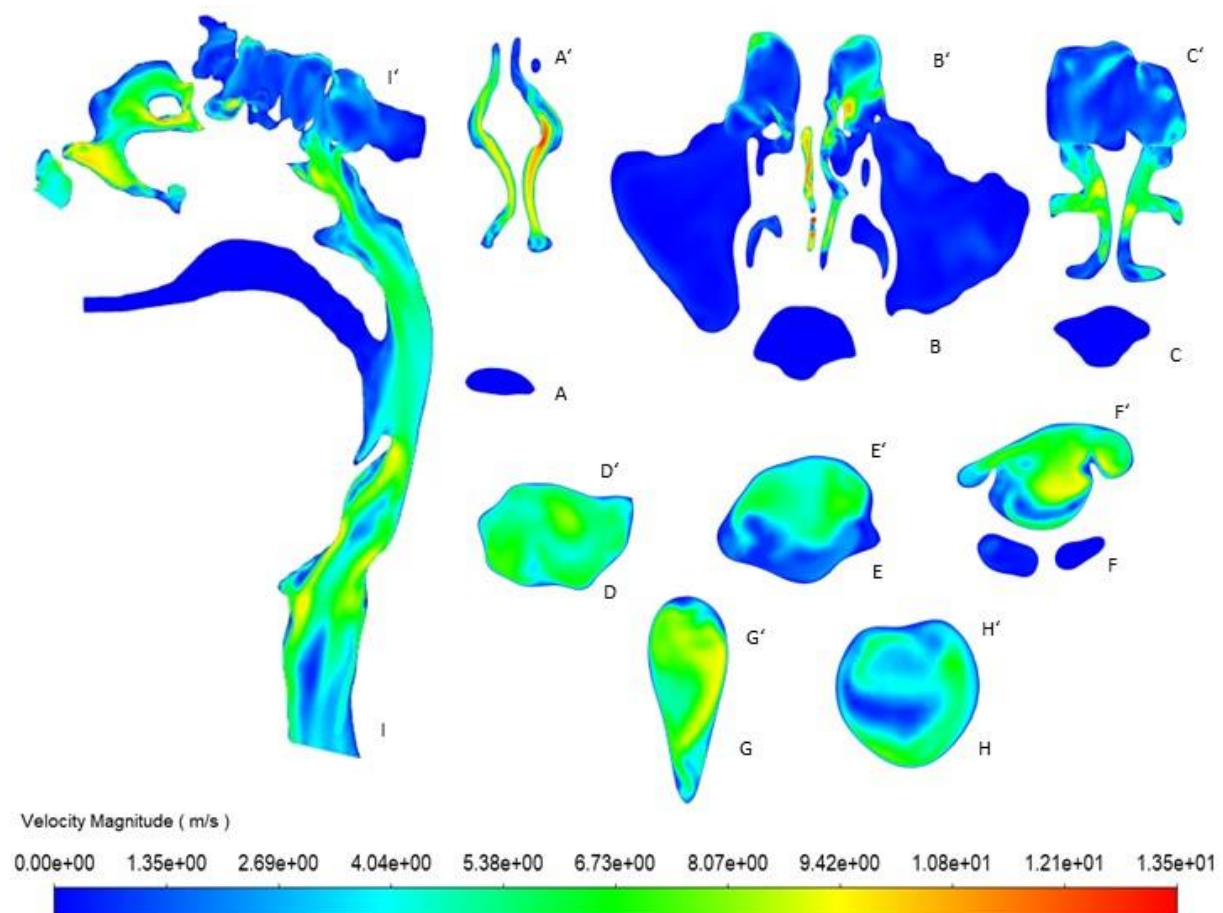 A‘
B‘
C‘
I‘
B
C
A
F‘
E‘
D‘
E
F
D
G‘
H‘
I
G
H
Velocity Magnitude ( m/s )
0.00e+00 1.35e+00 2.69e+00 4.04e+00 5.38e+00 6.73e+00 8.07e+00 9.42e+00 1.08e+01 1.21e+01 1.35e+01